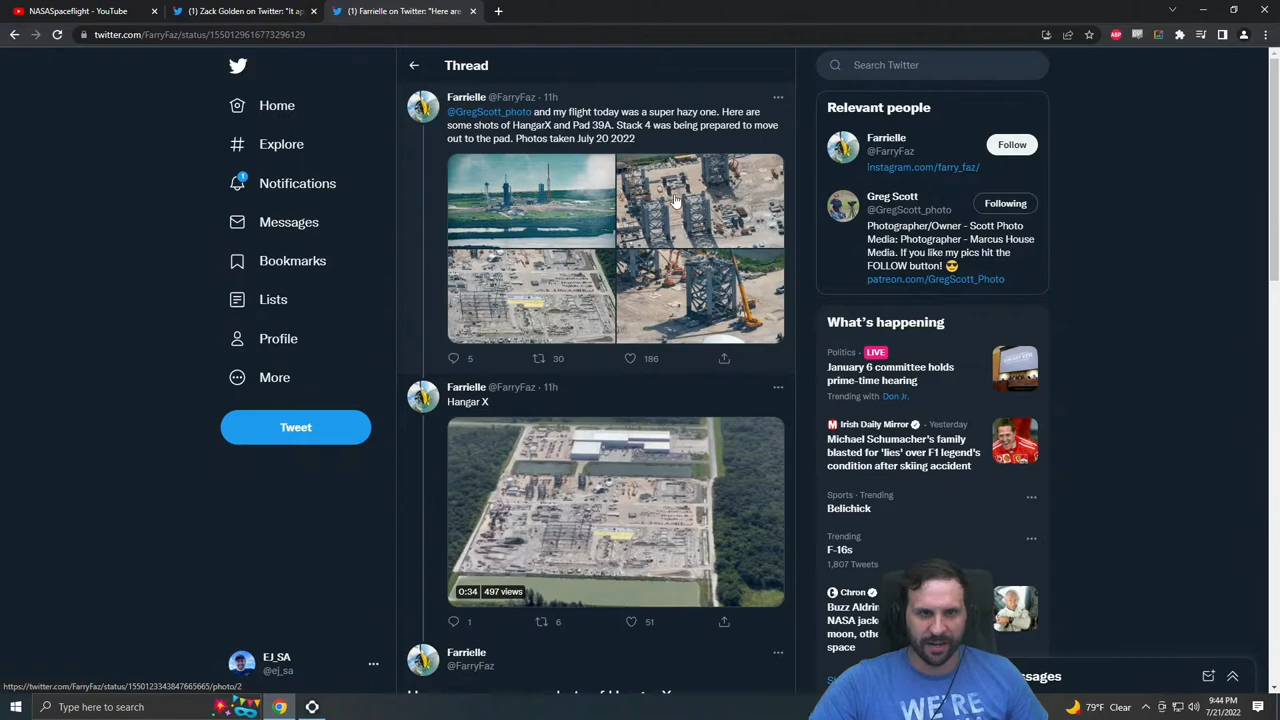 NASASpaceflight - YouTube
(1) Zack Golden on Twitter: "It ap
(1) Farrielle on Twitter: "Here are
twitter.com/FarryFaz/status/1550129616773296129
Home
Explore
1
Notifications
Messages
Bookmarks
Lists
Profile
More
Tweet
EJ_SA
@ej_sa
Thread
Farrielle @FarryFaz · 11h
@GregScott_photo and my flight today was a super hazy one. Here are
some shots of HangarX and Pad 39A. Stack 4 was being prepared to move
out to the pad. Photos taken July 20 2022
5 30 186
Farrielle @FarryFaz · 11h
Hangar X
0:34 497 views
1 6 51
Farrielle
@FarryFaz
Search Twitter
Relevant people
Farrielle
@FarryFaz
Follow
instagram.com/farry_faz/
Greg Scott
@GregScott_photo
Following
Photographer/Owner - Scott Photo
Media: Photographer - Marcus House
Media. If you like my pics hit the
FOLLOW button!
patreon.com/GregScott_Photo
What's happening
Politics · LIVE
January 6 committee holds
prime-time hearing
Trending with Don Jr.
Irish Daily Mirror · Yesterday
Michael Schumacher's family
blasted for 'lies' over F1 legend's
condition after skiing accident
Sports · Trending
Belichick
Trending
F-16s
1,807 Tweets
Chron
Buzz Aldrin
NASA jack
moon, othe
space
WE'RE
https://twitter.com/FarryFaz/status/1550123343847665665/photo/2
Type here to search
79°F Clear
9:44 PM
7/21/2022